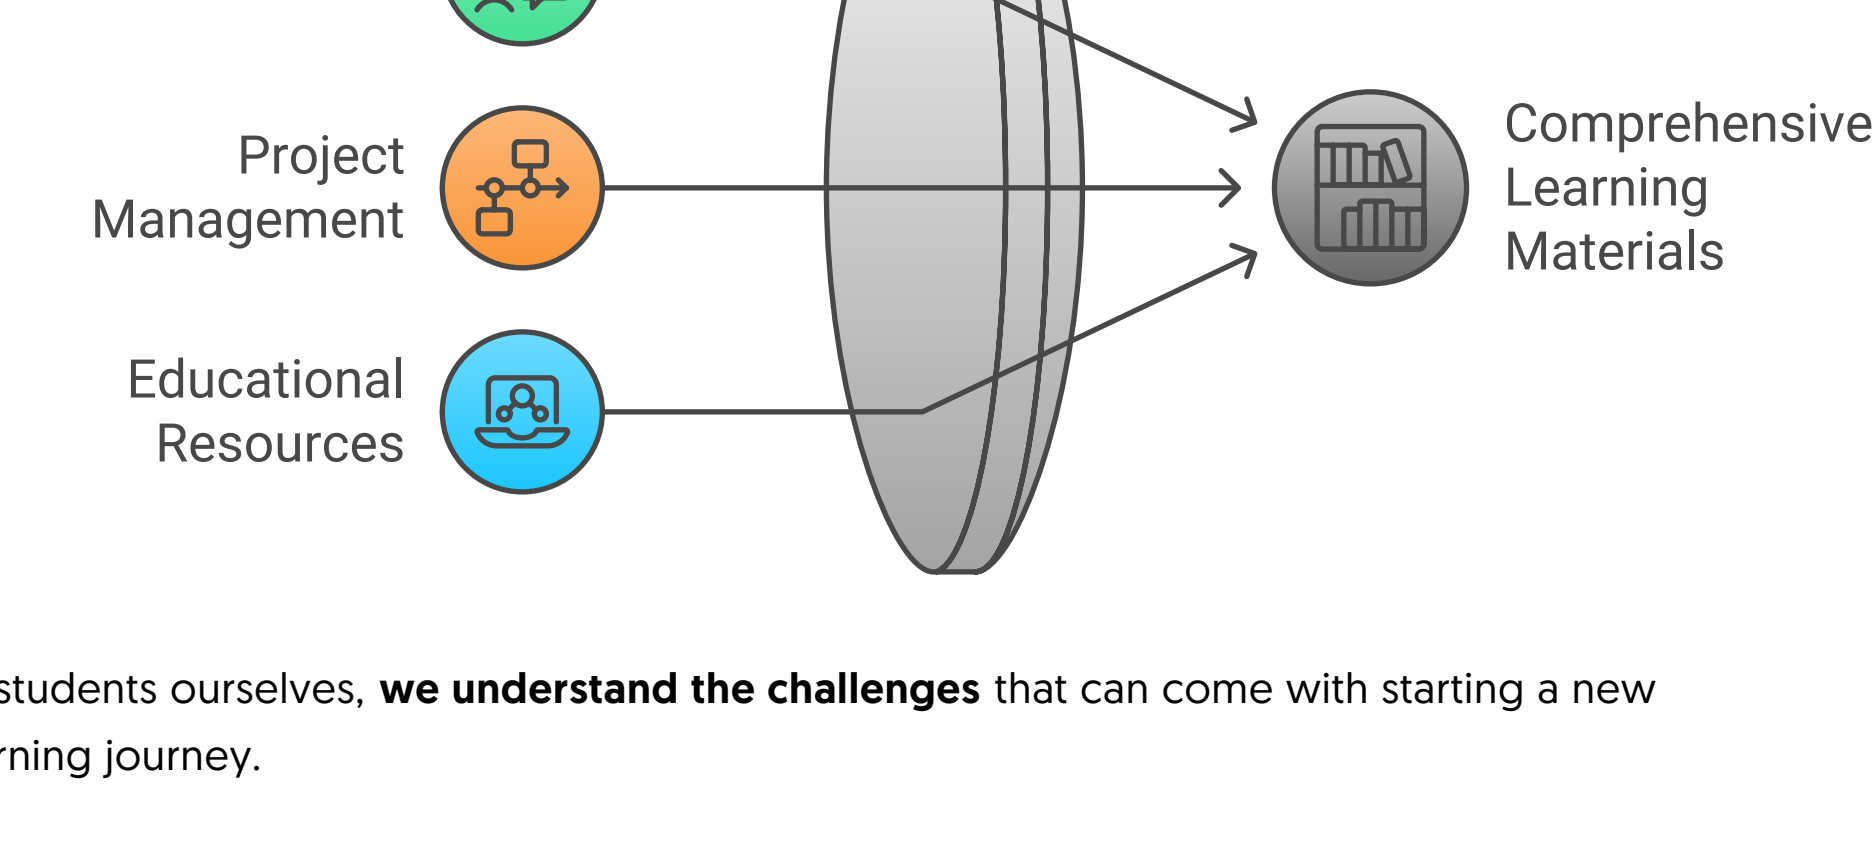 Project
Management
Comprehensive
Learning
Materials
Educational
Resources
students ourselves, we understand the challenges that can come with starting a new
rning journey.